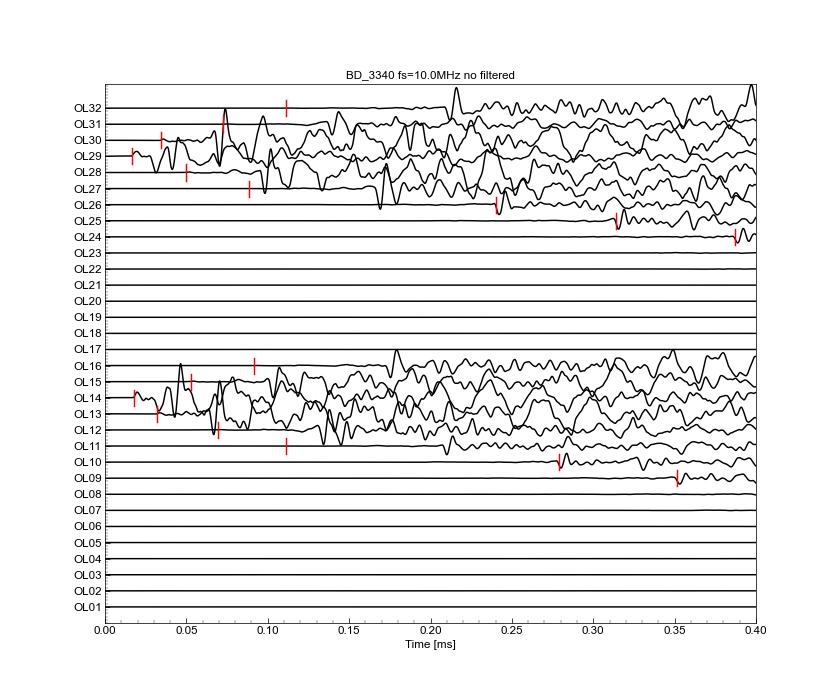 BD_3340 fs=10.0MHz no filtered
OL32
OL31
OL30
OL29
OL28
OL27
OL26
OL25
OL24
OL23
OL22
OL21
OL20
OL19
OL18
OL17
OL16
OL15
OL14
OL13
OL12
OL11
OL10
OL09
OL08
OL07
OL06
OL05
OL04
OL03
OL02
OL01
0.00 0.05 0.10 0.15 0.20 0.25 0.30 0.35 0.40
Time [ms]